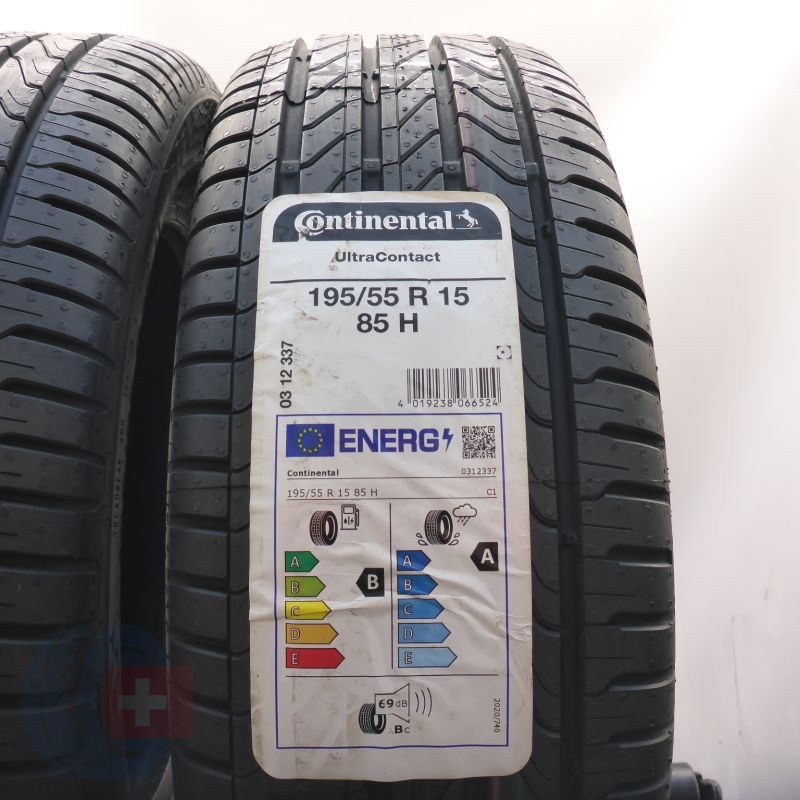 Continental
UltraContact
195/55 R 15
85 H
03 12 337
4 019238 066524
ENERG
Continental 0312337
195/55 R 15 85 H C1
A
B
C
D
E
B
A
B
C
D
E
A
69 dB
ABC
2020/740
TREADWEAR